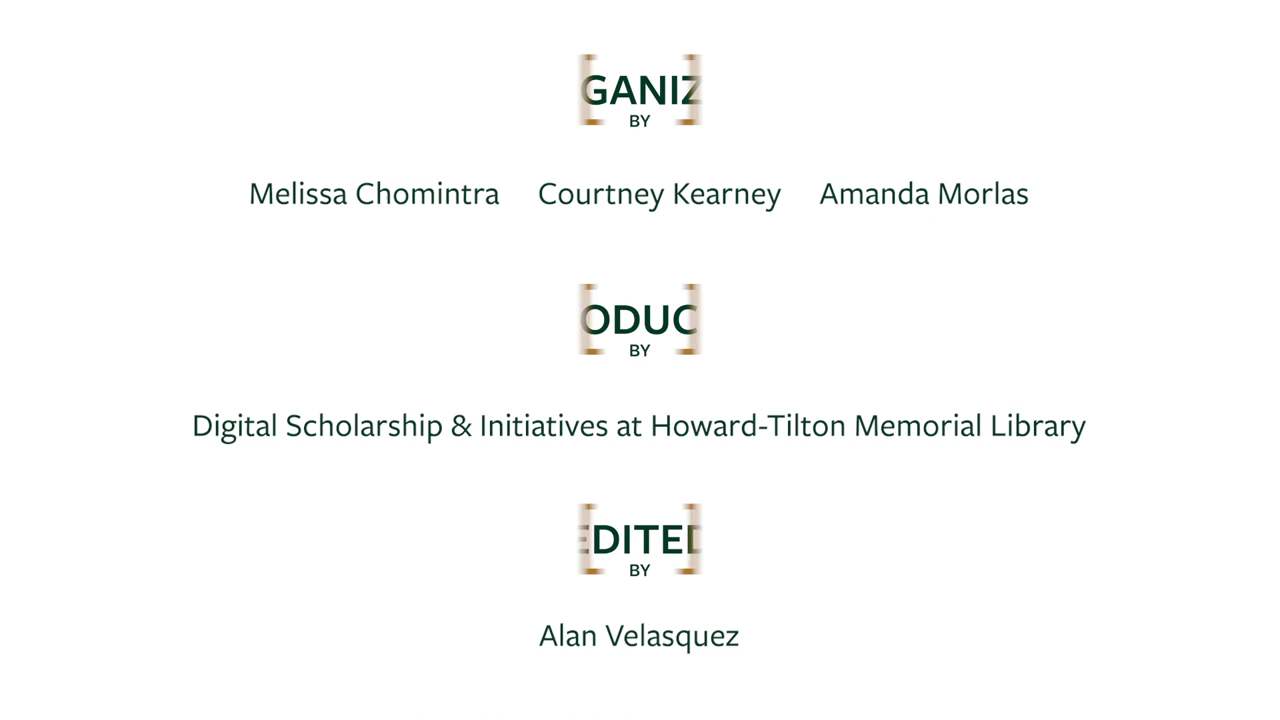 GANIZ
BY
Melissa Chomintra Courtney Kearney Amanda Morlas
ODUC
BY
Digital Scholarship & Initiatives at Howard-Tilton Memorial Library
EDITED
BY
Alan Velasquez